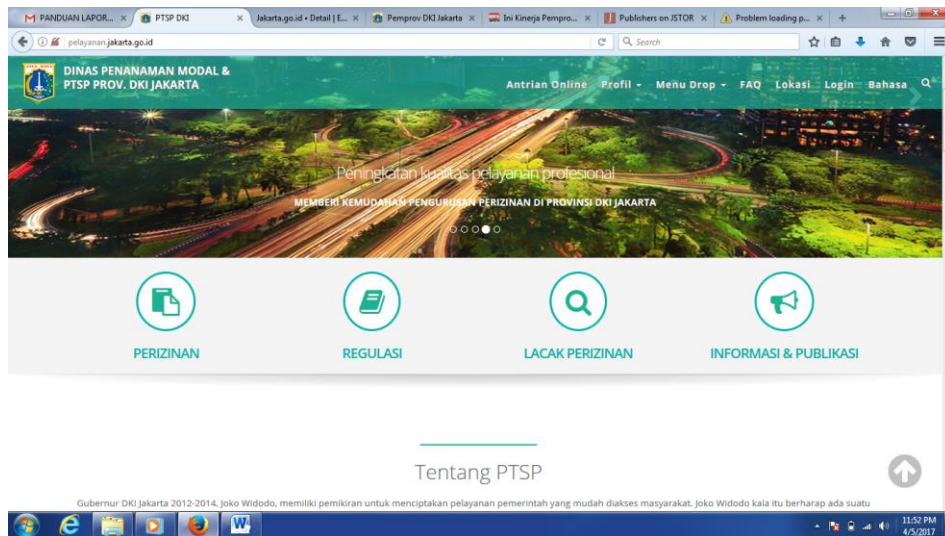 PANDUAN LAPOR...
PTSP DKI
Jakarta.go.id • Detail | E...
Pemprov DKI Jakarta
Ini Kinerja Pempro...
Publishers on JSTOR
Problem loading p...
pelayanan.jakarta.go.id
Search
DINAS PENANAMAN MODAL &
PTSP PROV. DKI JAKARTA
Antrian Online Profil Menu Drop FAQ Lokasi Login Bahasa
Peningkatan kualitas pelayanan profesional
MEMBERI KEMUDAHAN PENGURUSAN PERIZINAN DI PROVINSI DKI JAKARTA
PERIZINAN
REGULASI
LACAK PERIZINAN
INFORMASI & PUBLIKASI
Tentang PTSP
Gubernur DKI Jakarta 2012-2014, Joko Widodo, memiliki pemikiran untuk menciptakan pelayanan pemerintah yang mudah diakses masyarakat. Joko Widodo kala itu berharap ada suatu
11:52 PM
4/5/2017